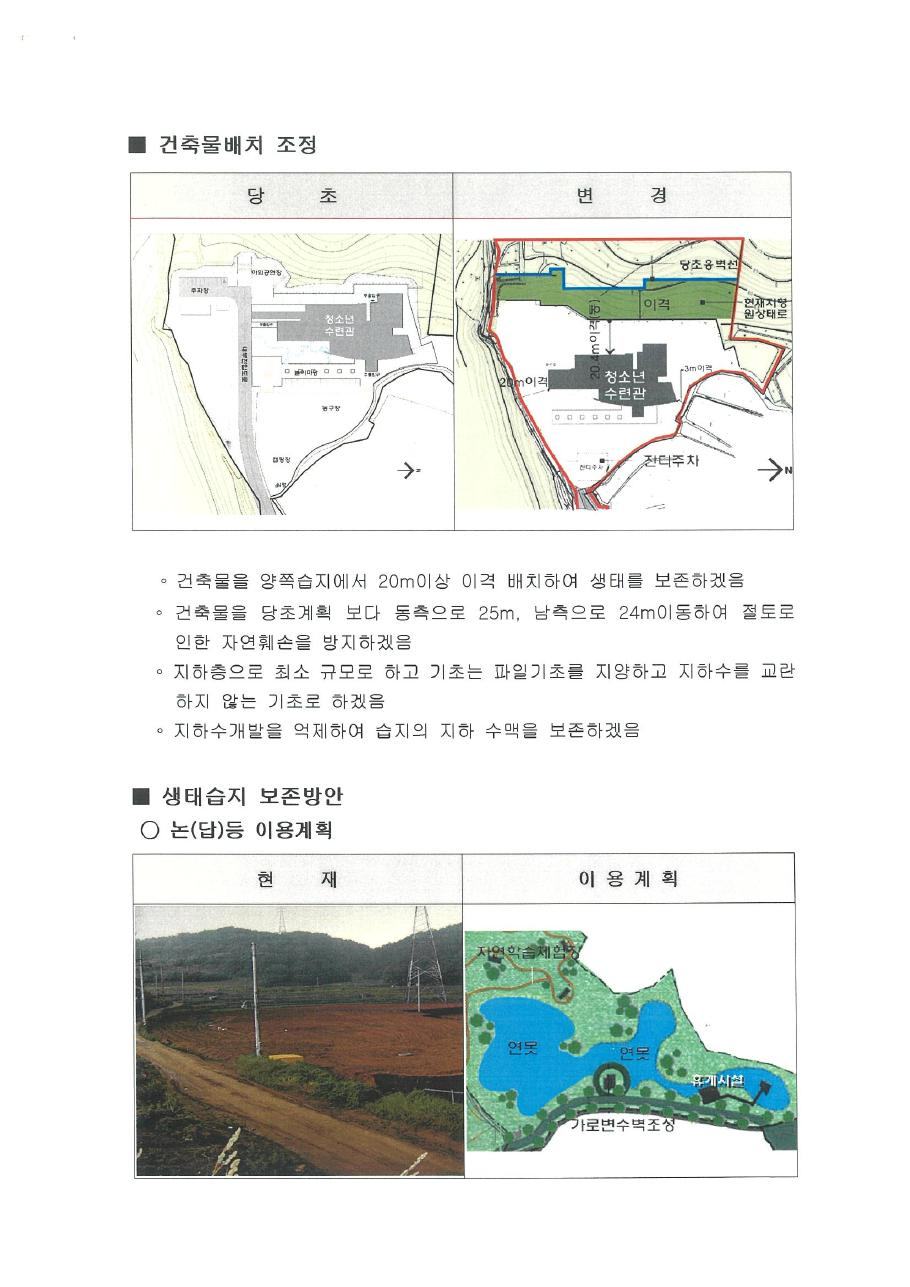 ■ 건축물배치 조정
당 초
변 경
야외공연장
주차장
청소년
수련관
농구장
캠핑장
당초옹벽선
이격
현재지형
원상태로
20.4m이격(동)
20m이격
청소년
수련관
3m이격
잔디주차
잔디주차
N
◦ 건축물을 양쪽습지에서 20m이상 이격 배치하여 생태를 보존하겠음
◦ 건축물을 당초계획 보다 동측으로 25m, 남측으로 24m이동하여 절토로
인한 자연훼손을 방지하겠음
◦ 지하층으로 최소 규모로 하고 기초는 파일기초를 지양하고 지하수를 교란
하지 않는 기초로 하겠음
◦ 지하수개발을 억제하여 습지의 지하 수맥을 보존하겠음
■ 생태습지 보존방안
○ 논(답)등 이용계획
현 재
이 용 계 획
자연학습체험장
연못
연못
휴게시설
가로변수벽조성